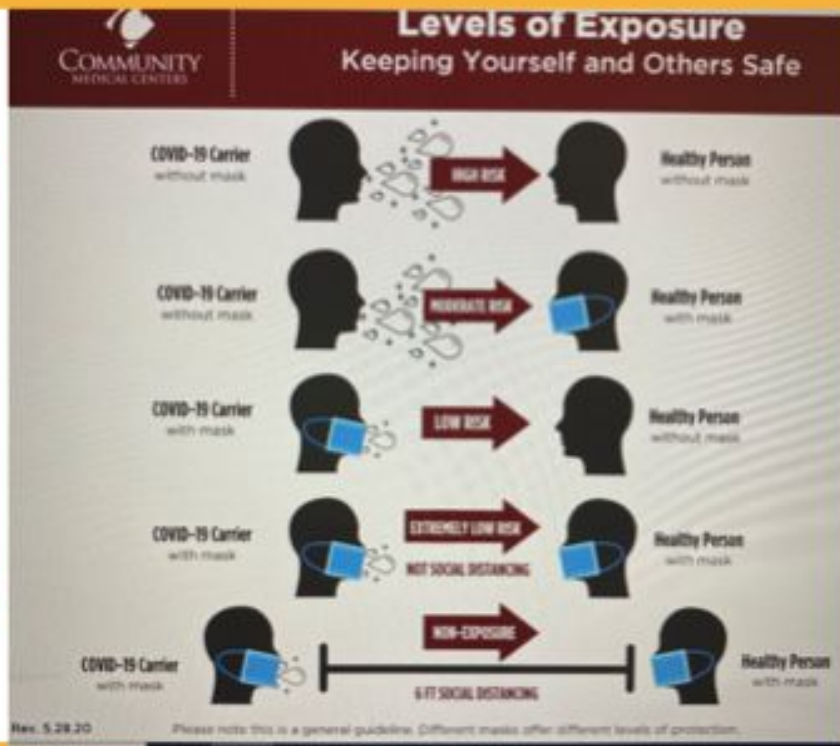 Levels of Exposure
COMMUNITY
MEDICAL CENTERS
Keeping Yourself and Others Safe
COVID-19 Carrier
without mask
HIGH RISK
Healthy Person
without mask
COVID-19 Carrier
without mask
MODERATE RISK
Healthy Person
with mask
COVID-19 Carrier
with mask
LOW RISK
Healthy Person
without mask
COVID-19 Carrier
with mask
EXTREMELY LOW RISK
NOT SOCIAL DISTANCING
Healthy Person
with mask
COVID-19 Carrier
with mask
NON-EXPOSURE
6 FT SOCIAL DISTANCING
Healthy Person
with mask
Rev. 5.28.20
Please note this is a general guideline. Different masks offer different levels of protection.